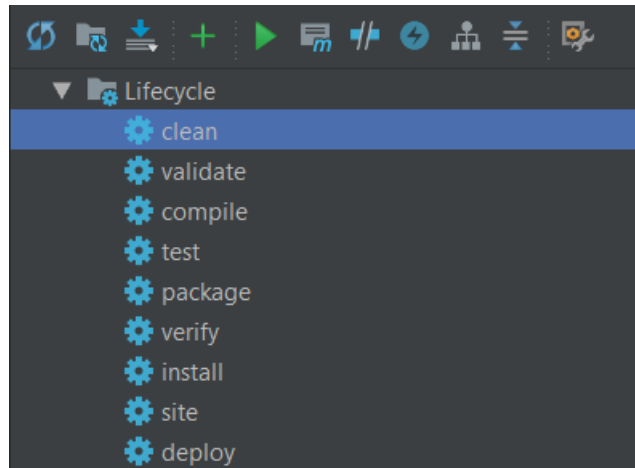 Lifecycle
clean
validate
compile
test
package
verify
install
site
deploy